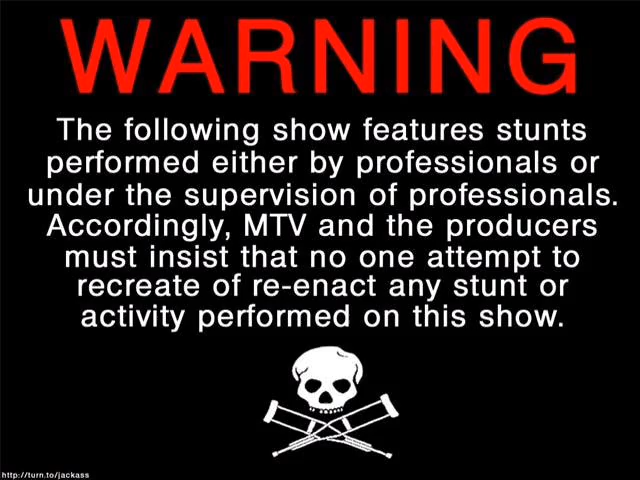 WARNING
The following show features stunts
performed either by professionals or
under the supervision of professionals.
Accordingly, MTV and the producers
must insist that no one attempt to
recreate of re-enact any stunt or
activity performed on this show.
http://turn.to/jackass